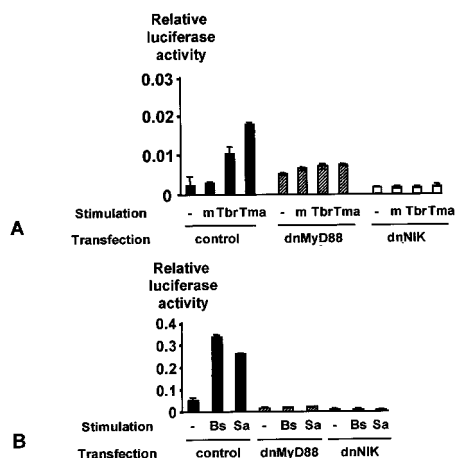 Relative
luciferase
activity
0.03
0.02
0.01
0
Stimulation - m TbrTma - m TbrTma - m TbrTma
A
Transfection control dnMyD88 dnNIK
Relative
luciferase
activity
0.4
0.3
0.2
0.1
0
Stimulation - Bs Sa - Bs Sa - Bs Sa
B
Transfection control dnMyD88 dnNIK